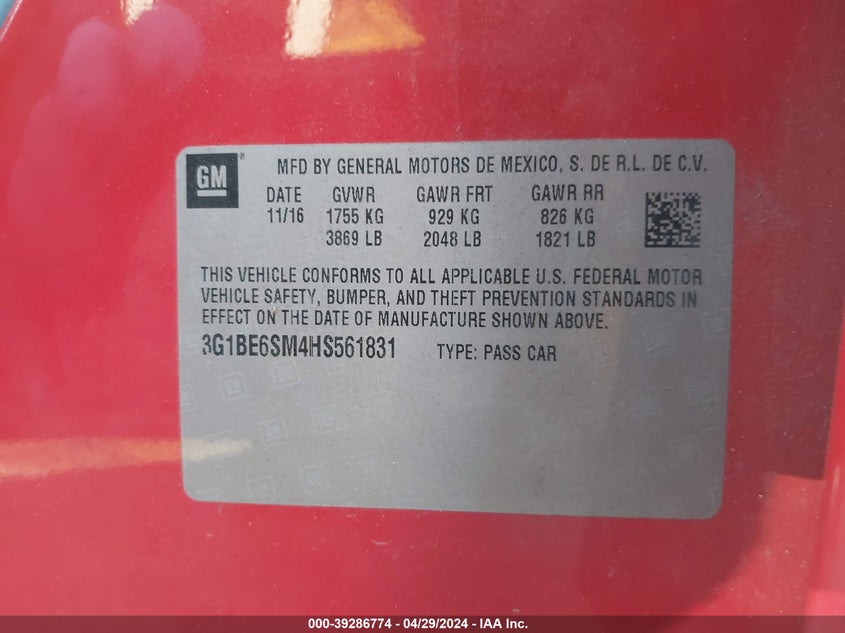 GM ® MFD BY GENERAL MOTORS DE MEXICO, S. DE R.L. DE C.V.
DATE GVWR GAWR FRT GAWR RR
11/16 1755 KG 929 KG 826 KG
3869 LB 2048 LB 1821 LB
THIS VEHICLE CONFORMS TO ALL APPLICABLE U.S. FEDERAL MOTOR
VEHICLE SAFETY, BUMPER, AND THEFT PREVENTION STANDARDS IN
EFFECT ON THE DATE OF MANUFACTURE SHOWN ABOVE.
3G1BE6SM4HS561831 TYPE: PASS CAR
000-39286774 / 04/29/2024 - IAA Inc.